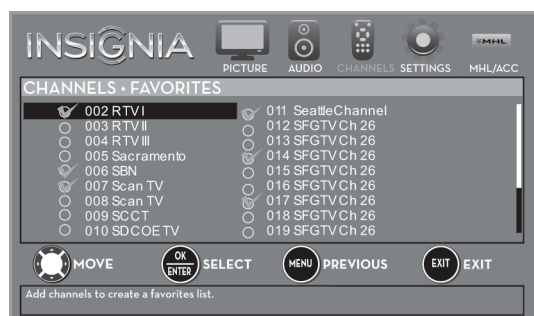 INSIGNIA
PICTURE AUDIO CHANNELS SETTINGS MHL MHL/ACC
CHANNELS • FAVORITES
002 RTV I
003 RTV II
004 RTV III
005 Sacramento
006 SBN
007 Scan TV
008 Scan TV
009 SCCT
010 SDCOE TV
011 SeattleChannel
012 SFGTV Ch 26
013 SFGTV Ch 26
014 SFGTV Ch 26
015 SFGTV Ch 26
016 SFGTV Ch 26
017 SFGTV Ch 26
018 SFGTV Ch 26
019 SFGTV Ch 26
MOVE OK ENTER SELECT MENU PREVIOUS EXIT EXIT
Add channels to create a favorites list.